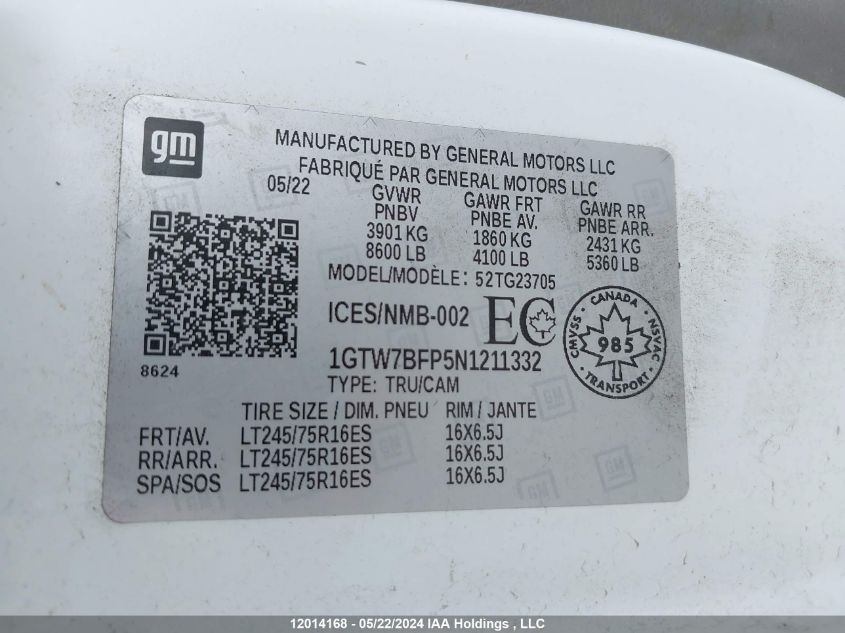 gm
MANUFACTURED BY GENERAL MOTORS LLC
FABRIQUÉ PAR GENERAL MOTORS LLC
05/22 GVWR GAWR FRT GAWR RR
PNBV PNBE AV. PNBE ARR.
3901 KG 1860 KG 2431 KG
8600 LB 4100 LB 5360 LB
MODEL/MODÈLE: 52TG23705
ICES/NMB-002 EC
CANADA
CMVSS 985 NSVAC
TRANSPORT
1GTW7BFP5N1211332
8624
TYPE: TRU/CAM
TIRE SIZE / DIM. PNEU RIM / JANTE
FRT/AV. LT245/75R16ES 16X6.5J
RR/ARR. LT245/75R16ES 16X6.5J
SPA/SOS LT245/75R16ES 16X6.5J
12014168 - 05/22/2024 IAA Holdings , LLC